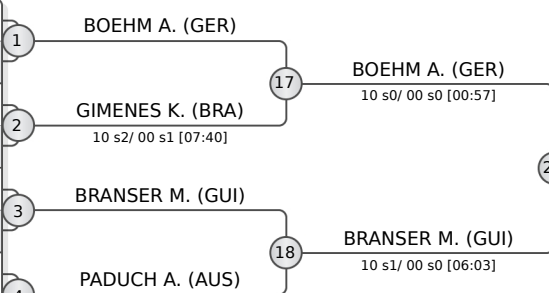 BOEHM A. (GER)
1
17
BOEHM A. (GER)
10 s0/ 00 s0 [00:57]
GIMENES K. (BRA)
2
10 s2/ 00 s1 [07:40]
BRANSER M. (GUI)
3
18
BRANSER M. (GUI)
10 s1/ 00 s0 [06:03]
PADUCH A. (AUS)